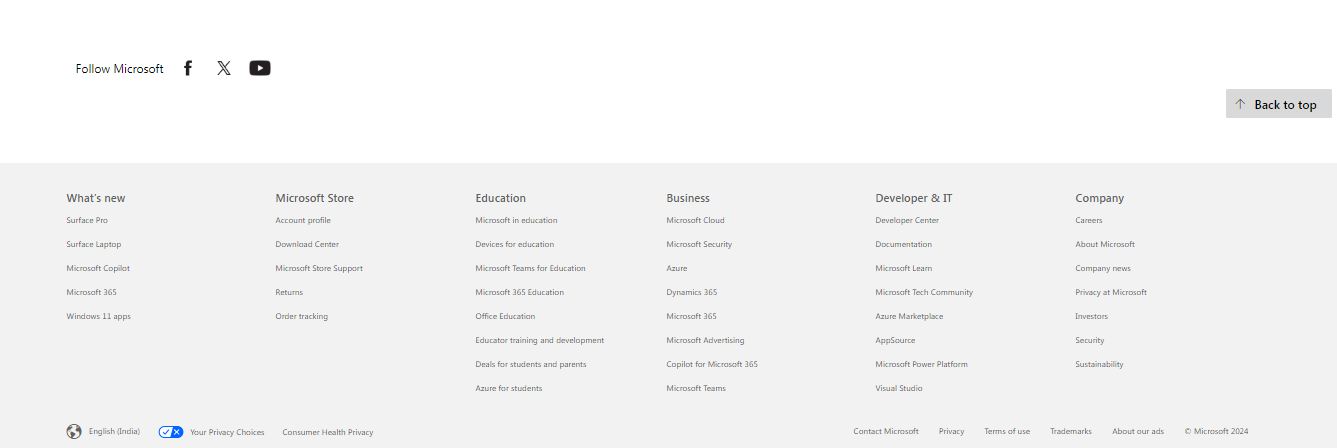 Follow Microsoft
Back to top
What's new
Surface Pro
Surface Laptop
Microsoft Copilot
Microsoft 365
Windows 11 apps
Microsoft Store
Account profile
Download Center
Microsoft Store Support
Returns
Order tracking
Education
Microsoft in education
Devices for education
Microsoft Teams for Education
Microsoft 365 Education
Office Education
Educator training and development
Deals for students and parents
Azure for students
Business
Microsoft Cloud
Microsoft Security
Azure
Dynamics 365
Microsoft 365
Microsoft Advertising
Copilot for Microsoft 365
Microsoft Teams
Developer & IT
Developer Center
Documentation
Microsoft Learn
Microsoft Tech Community
Azure Marketplace
AppSource
Microsoft Power Platform
Visual Studio
Company
Careers
About Microsoft
Company news
Privacy at Microsoft
Investors
Security
Sustainability
English (India)
Your Privacy Choices
Consumer Health Privacy
Contact Microsoft
Privacy
Terms of use
Trademarks
About our ads
© Microsoft 2024